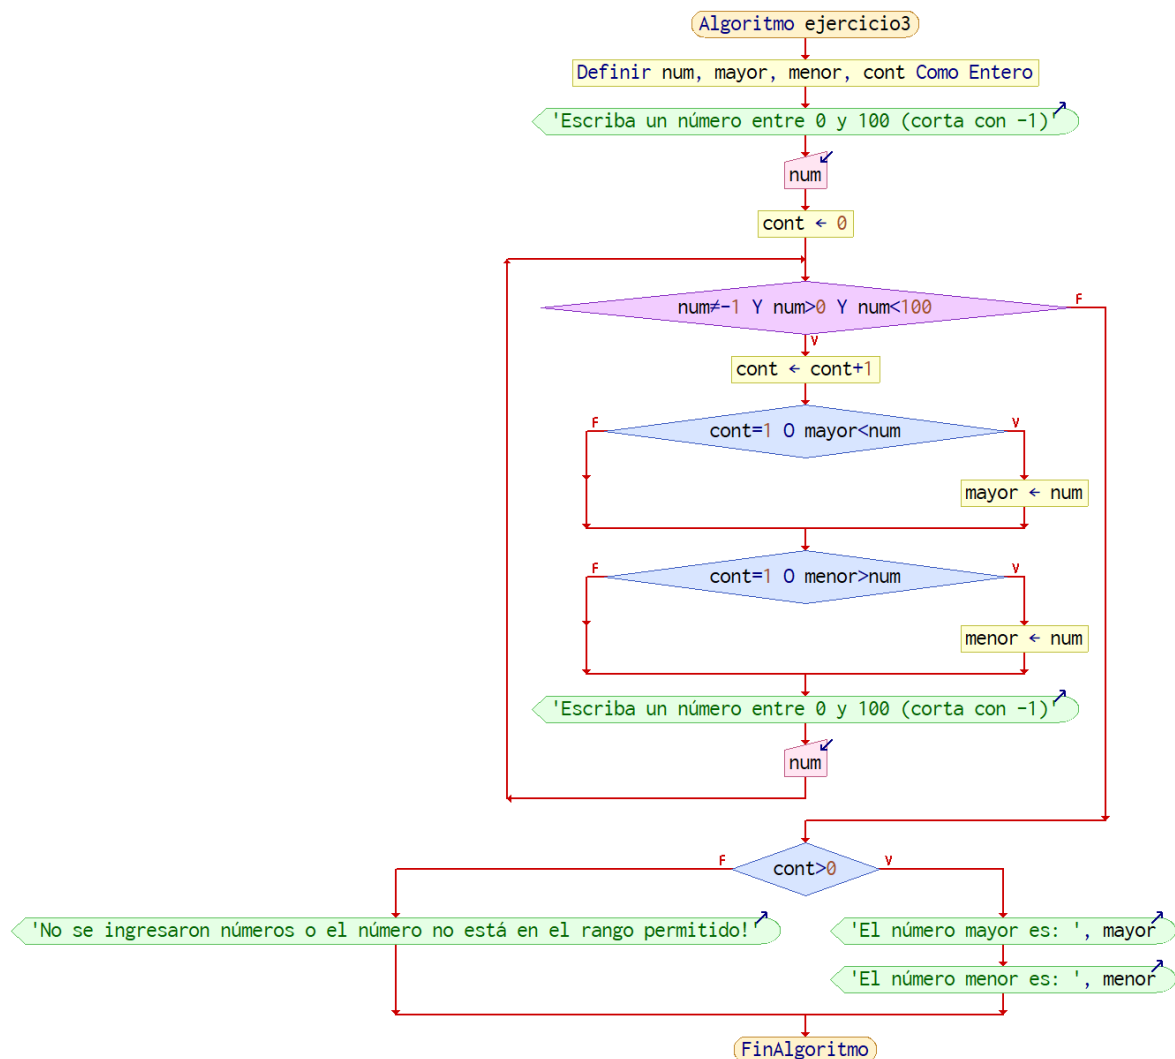 Algoritmo ejercicio3
Definir num, mayor, menor, cont Como Entero
'Escriba un número entre 0 y 100 (corta con -1)'
num
cont ← 0
num≠-1 Y num>0 Y num<100
F
V
cont ← cont+1
F
cont=1 O mayor<num
V
mayor ← num
F
cont=1 O menor>num
V
menor ← num
'Escriba un número entre 0 y 100 (corta con -1)'
num
F
cont>0
V
'No se ingresaron números o el número no está en el rango permitido!'
'El número mayor es: ', mayor
'El número menor es: ', menor
FinAlgoritmo